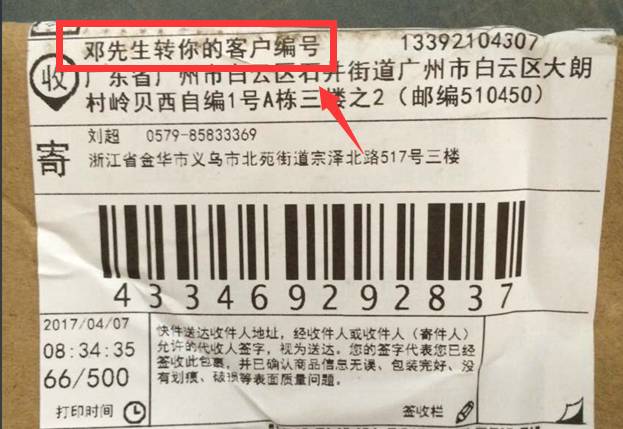 邓先生转你的客户编号 13392104307
收 广东省广州市白云区石井街道广州市白云区大朗
村岭贝西自编1号A栋三楼之2（邮编510450）
刘超 0579-85833369
寄 浙江省金华市义乌市北苑街道宗泽北路517号三楼
433469292837
2017/04/07
08:34:35
66/500
打印时间
快件送达收件人地址，经收件人或收件人（寄件人）
允许的代收人签字，视为送达。您的签字代表您已经
签收此包裹，并已确认商品信息无误、包装完好、没
有划痕、破损等表面质量问题。
签收栏